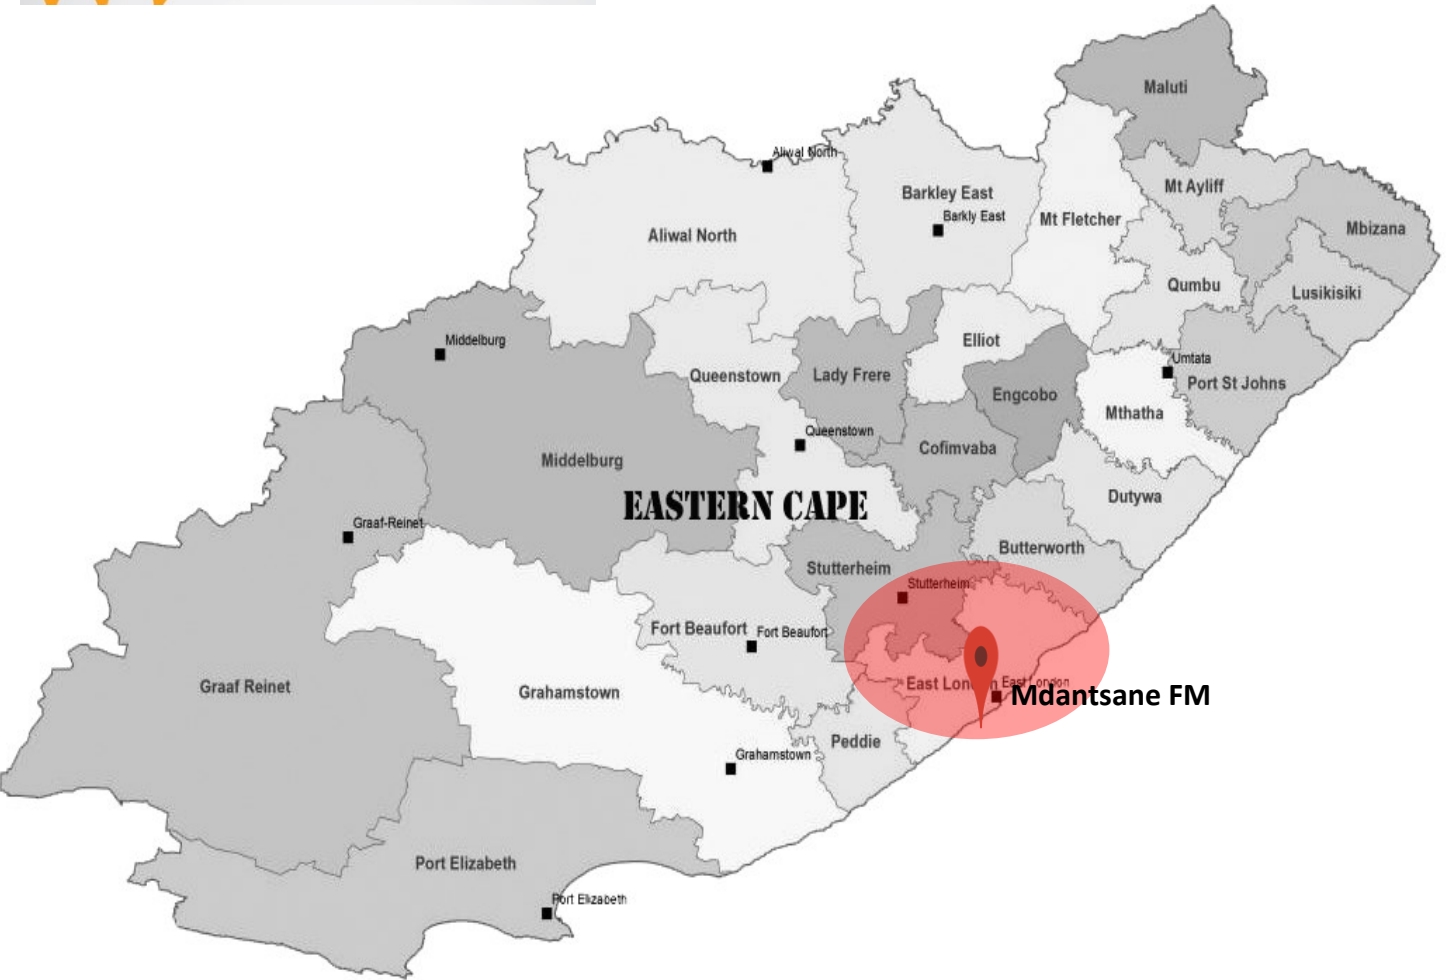 Maluti
Aliwal North
Mt Ayliff
Barkley East
Barkly East
Mt Fletcher
Mbizana
Aliwal North
Qumbu
Lusikisiki
Middelburg
Elliot
Umtata
Queenstown
Lady Frere
Port St Johns
Engcobo
Mthatha
Queenstown
Cofimvaba
Middelburg
Dutywa
EASTERN CAPE
Graaf-Reinet
Butterworth
Stutterheim
Stutterheim
Fort Beaufort
Fort Beaufort
East London
East London
Graaf Reinet
Grahamstown
Mdantsane FM
Peddie
Grahamstown
Port Elizabeth
Port Elizabeth